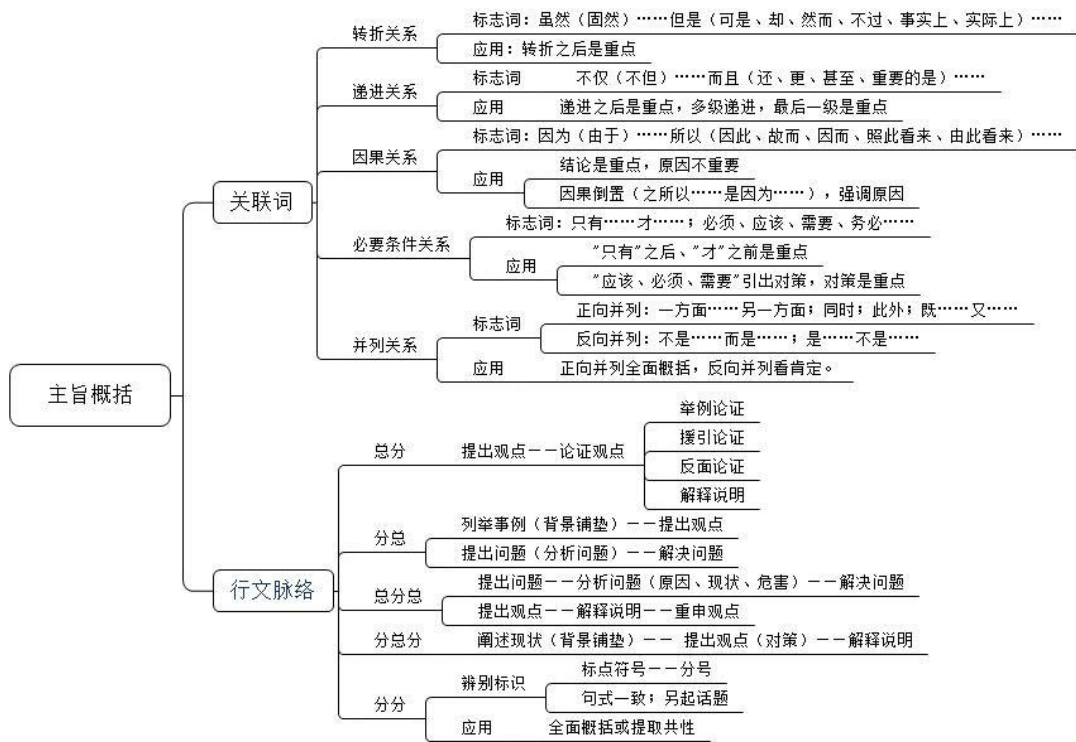 主旨概括
关联词
转折关系
标志词：虽然（固然）……但是（可是、却、然而、不过、事实上、实际上）……
应用：转折之后是重点
递进关系
标志词 不仅（不但）……而且（还、更、甚至、重要的是）……
应用 递进之后是重点，多级递进，最后一级是重点
因果关系
标志词：因为（由于）……所以（因此、故而、因而、照此看来、由此看来）……
应用
结论是重点，原因不重要
因果倒置（之所以……是因为……），强调原因
必要条件关系
标志词：只有……才……；必须、应该、需要、务必……
应用
"只有"之后、"才"之前是重点
"应该、必须、需要"引出对策，对策是重点
并列关系
标志词
正向并列：一方面……另一方面；同时；此外；既……又……
反向并列：不是……而是……；是……不是……
应用 正向并列全面概括，反向并列看肯定。
行文脉络
总分
提出观点——论证观点
举例论证
援引论证
反面论证
解释说明
分总
列举事例（背景铺垫）——提出观点
提出问题（分析问题）——解决问题
总分总
提出问题——分析问题（原因、现状、危害）——解决问题
提出观点——解释说明——重申观点
分总分 阐述现状（背景铺垫）—— 提出观点（对策）——解释说明
分分
辨别标识
标点符号——分号
句式一致；另起话题
应用 全面概括或提取共性